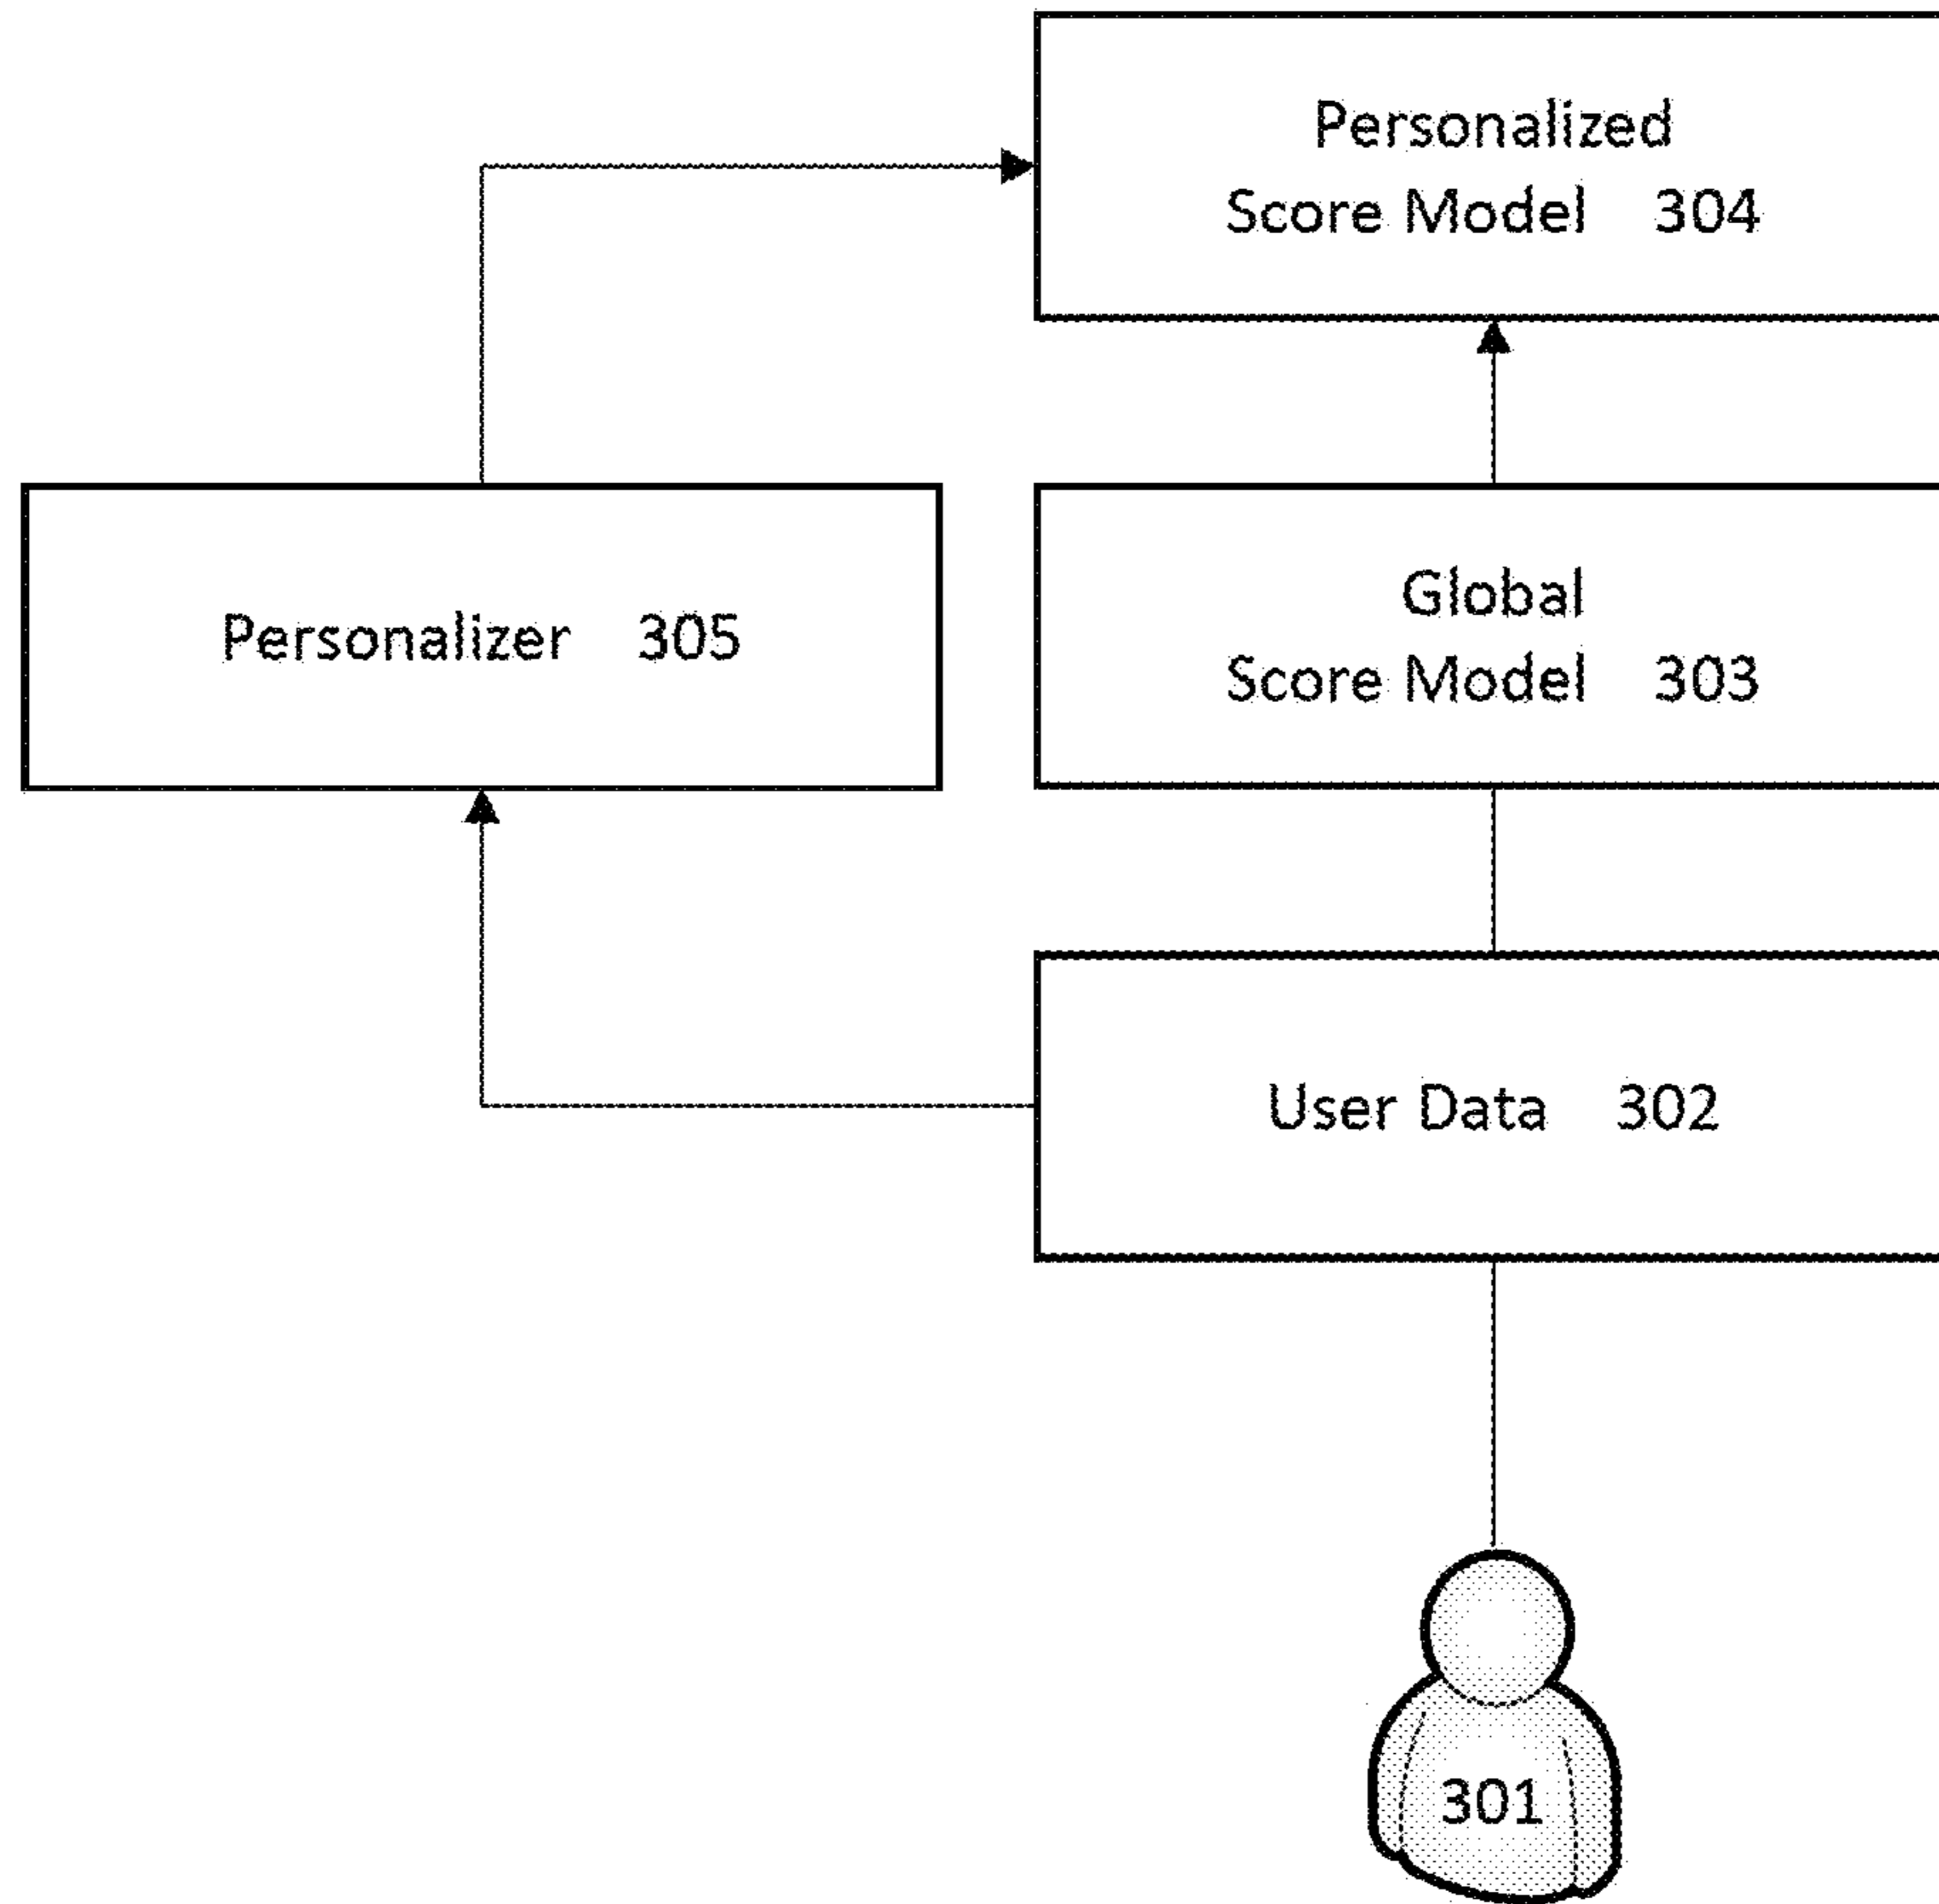 Personalized
Score Model 304
Personalizer 305
Global
Score Model 303
User Data 302
301